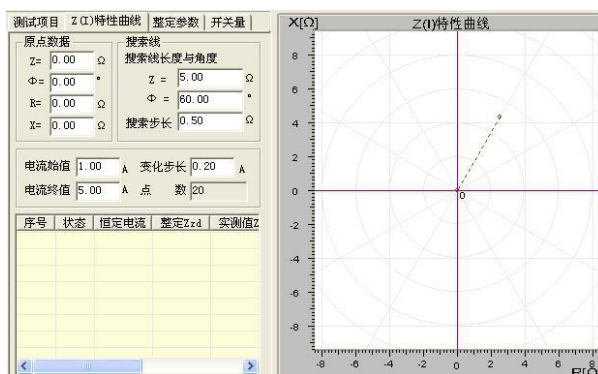 测试项目 Z(I)特性曲线 整定参数 开关量
原点数据
Z= 0.00 Ω
Φ= 0.00 °
R= 0.00 Ω
X= 0.00 Ω
搜索线
搜索线长度与角度
Z = 5.00 Ω
Φ = 60.00 °
搜索步长 0.50 Ω
电流始值 1.00 A 变化步长 0.20 A
电流终值 5.00 A 点 数 20
序号 状态 恒定电流 整定Zzd 实测值Z
X[Ω] Z(I)特性曲线
8
6
4
2
0
-2
-4
-6
-8
0
-8 -6 -4 -2 0 2 4 6 8
R[Ω